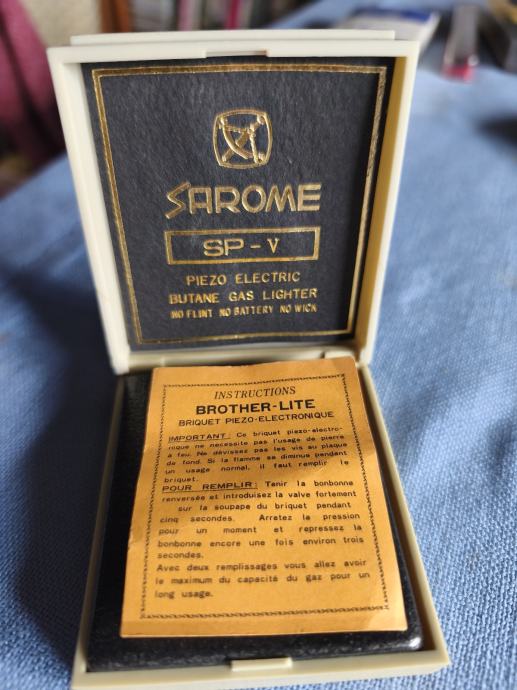 SAROME
SP-V
PIEZO ELECTRIC
BUTANE GAS LIGHTER
NO FLINT NO BATTERY NO WICK
INSTRUCTIONS
BROTHER-LITE
BRIQUET PIEZO-ELECTRONIQUE
IMPORTANT: Ce briquet piezo-electro-
nique ne necessite pas l'usage de pierre
à feu. Ne dévissez pas les vis au plaque
de fond. Si la flamme se diminue pendant
un usage normal, il faut remplir le
briquet.
POUR REMPLIR: Tenir la bonbonne
renversée et introduisez la valve fortement
sur la soupape du briquet pendant
cinq secondes. Arretez la pression
pour un moment et repressez la
bonbonne encore une fois environ trois
secondes.
Avec deux remplissages vous allez avoir
le maximum du capacité du gaz pour un
long usage.